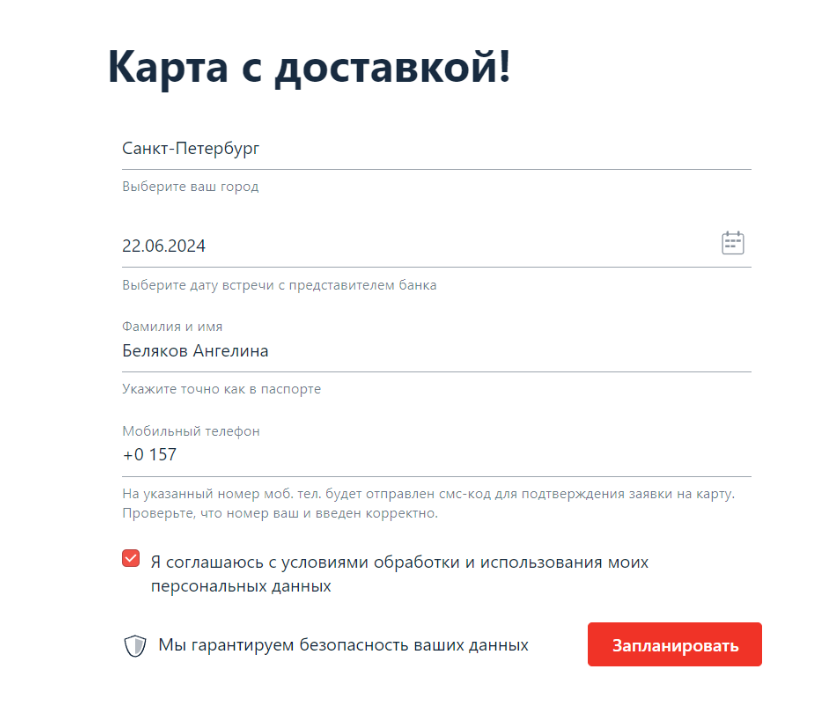 Карта с доставкой!
Санкт-Петербург
Выберите ваш город
22.06.2024
Выберите дату встречи с представителем банка
Фамилия и имя
Беляков Ангелина
Укажите точно как в паспорте
Мобильный телефон
+0 157
На указанный номер моб. тел. будет отправлен смс-код для подтверждения заявки на карту.
Проверьте, что номер ваш и введен корректно.
Я соглашаюсь с условиями обработки и использования моих
персональных данных
Мы гарантируем безопасность ваших данных
Запланировать